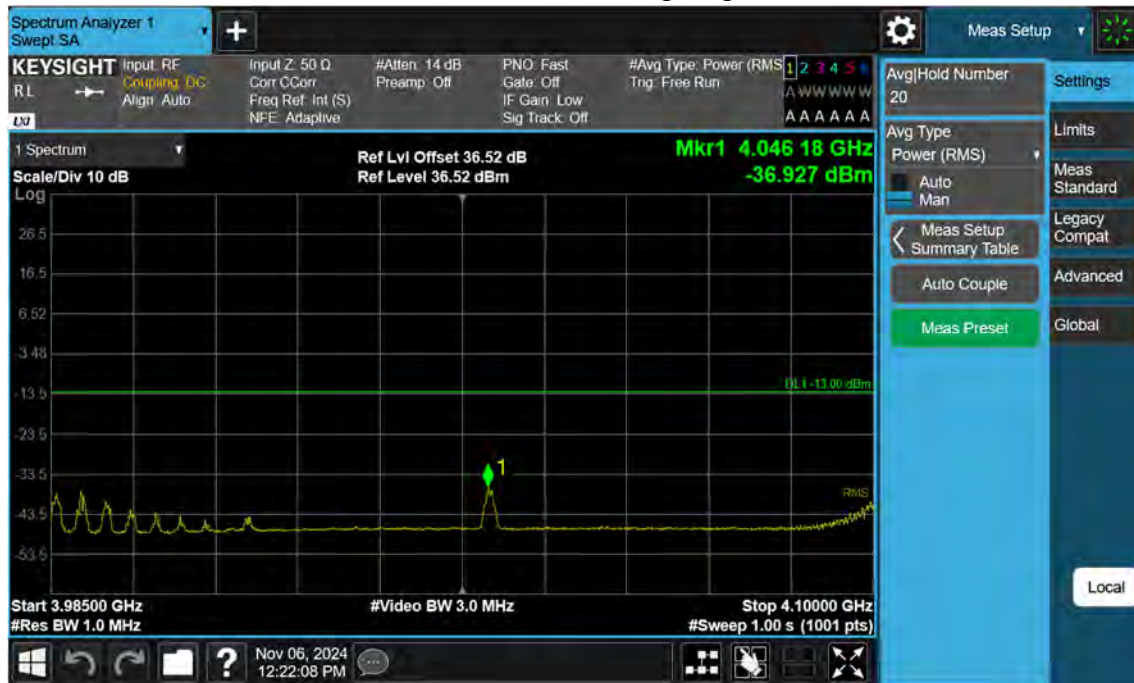 Spectrum Analyzer 1
Swept SA
+
Meas Setup
KEYSIGHT
RL
LXI
Input: RF
Coupling: DC
Align: Auto
Input Z: 50 Ω
Corr CCorr
Freq Ref: Int (S)
NFE: Adaptive
#Atten: 14 dB
Preamp: Off
PNO: Fast
Gate: Off
IF Gain: Low
Sig Track: Off
#Avg Type: Power (RMS
Trig: Free Run
1 2 3 4 5 6
A W W W W W
A A A A A A
1 Spectrum
Scale/Div 10 dB
Log
Ref Lvl Offset 36.52 dB
Ref Level 36.52 dBm
Mkr1 4.046 18 GHz
-36.927 dBm
26.5
16.5
6.52
-3.48
-13.5
-23.5
-33.5
-43.5
-53.5
DL1 -13.00 dBm
1
RMS
Start 3.98500 GHz
#Res BW 1.0 MHz
#Video BW 3.0 MHz
Stop 4.10000 GHz
#Sweep 1.00 s (1001 pts)
?
Nov 06, 2024
12:22:08 PM
Avg|Hold Number
20
Avg Type
Power (RMS)
Auto
Man
Meas Setup
Summary Table
Auto Couple
Meas Preset
Settings
Limits
Meas
Standard
Legacy
Compat
Advanced
Global
Local